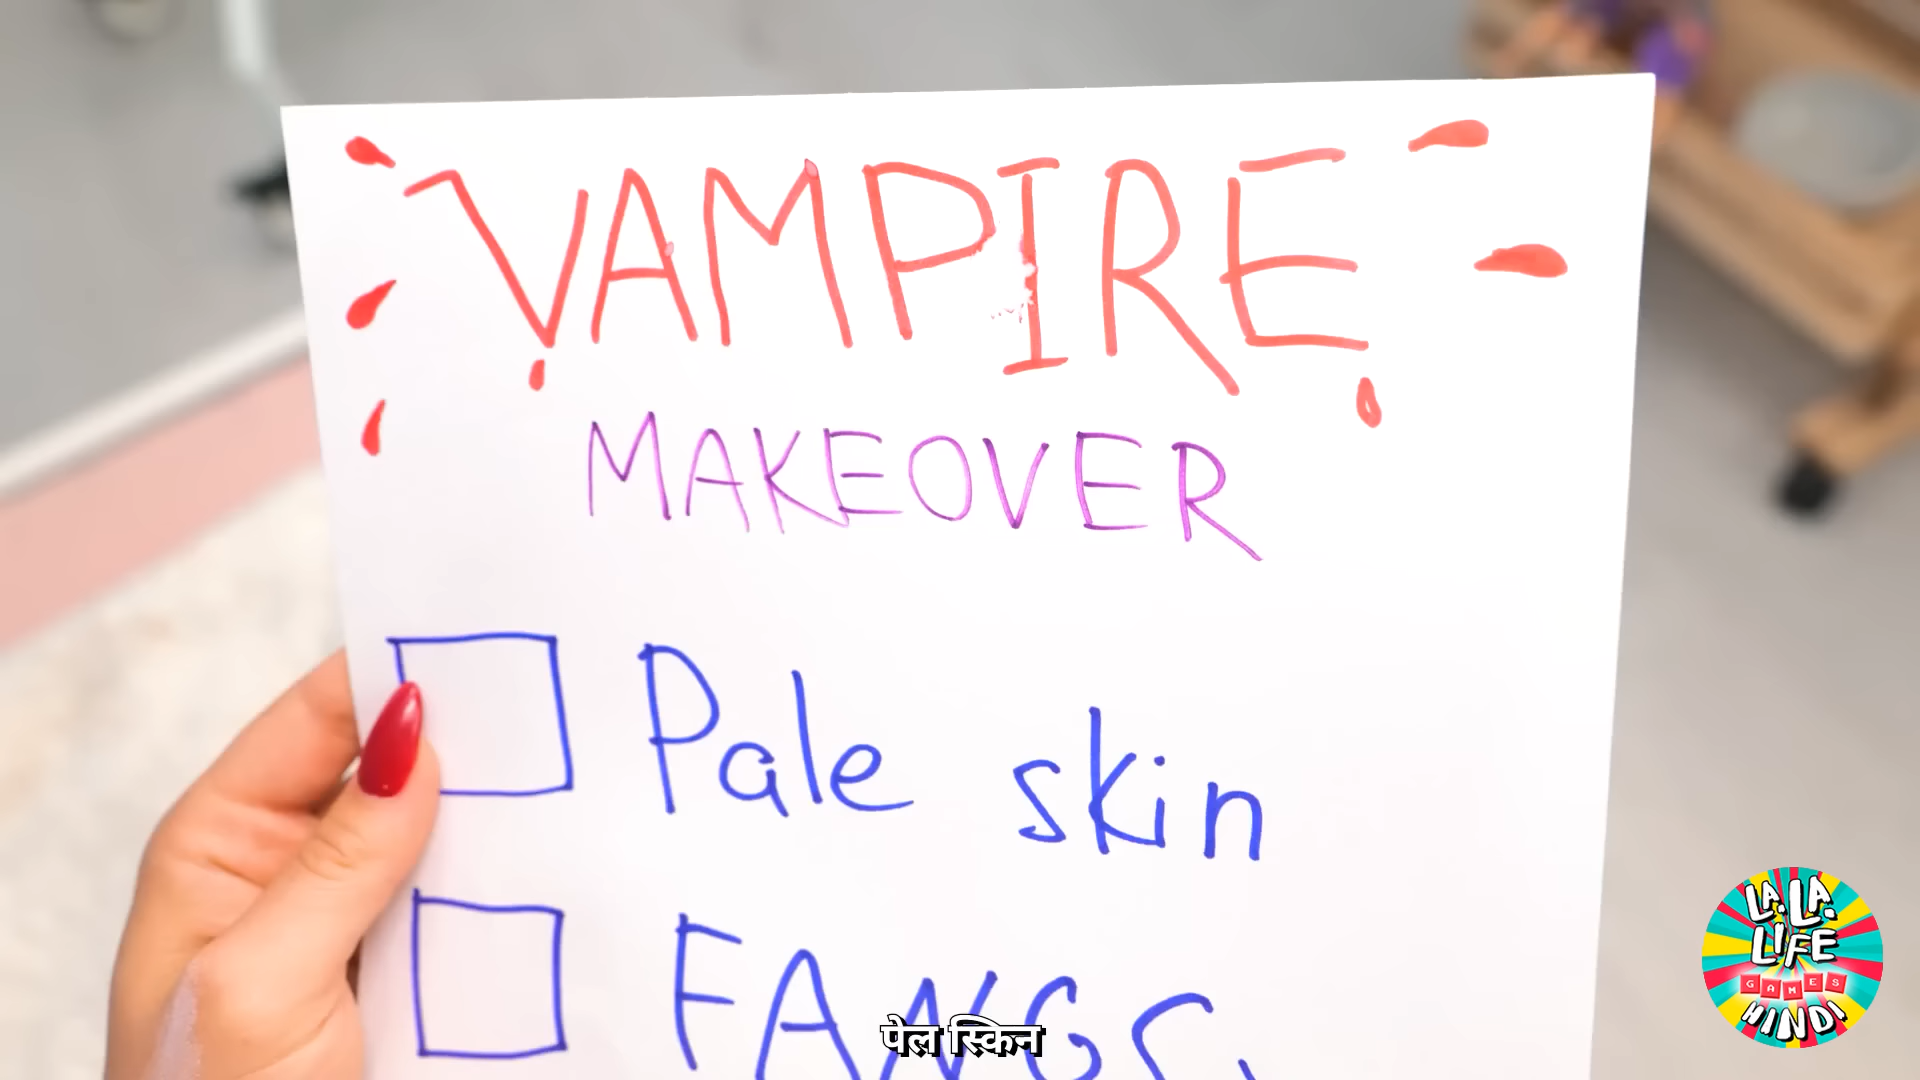 VAMPIRE
MAKEOVER
Pale skin
FANGS
पेल स्किन
LA.LA.
LIFE
GAMES
HINDI